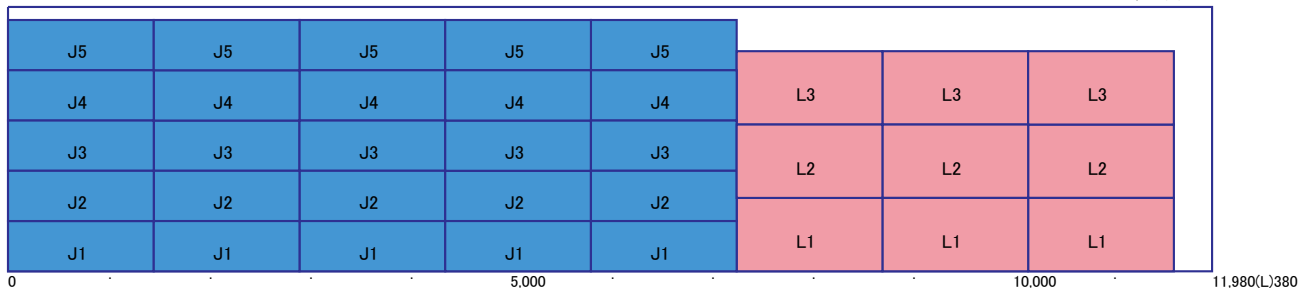 J5 J5 J5 J5 J5
L3 L3 L3
J4 J4 J4 J4 J4
J3 J3 J3 J3 J3
L2 L2 L2
J2 J2 J2 J2 J2
L1 L1 L1
J1 J1 J1 J1 J1
0 5,000 10,000 11,980(L)380